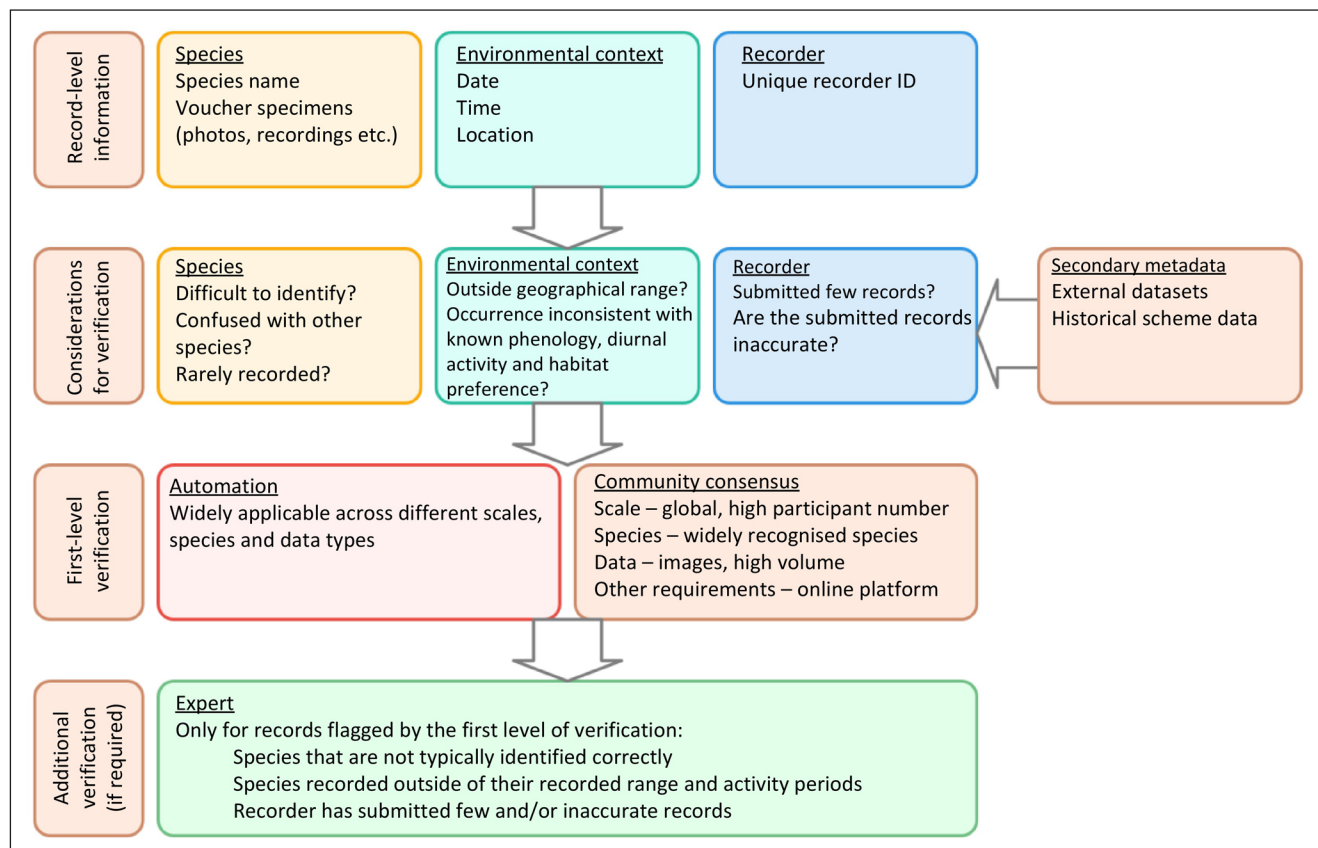 Record-level
information
Species
Species name
Voucher specimens
(photos, recordings etc.)
Environmental context
Date
Time
Location
Recorder
Unique recorder ID
Considerations
for verification
Species
Difficult to identify?
Confused with other
species?
Rarely recorded?
Environmental context
Outside geographical range?
Occurrence inconsistent with
known phenology, diurnal
activity and habitat
preference?
Recorder
Submitted few records?
Are the submitted records
inaccurate?
Secondary metadata
External datasets
Historical scheme data
First-level
verification
Automation
Widely applicable across different scales,
species and data types
Community consensus
Scale – global, high participant number
Species – widely recognised species
Data – images, high volume
Other requirements – online platform
Additional
verification
(if required)
Expert
Only for records flagged by the first level of verification:
Species that are not typically identified correctly
Species recorded outside of their recorded range and activity periods
Recorder has submitted few and/or inaccurate records